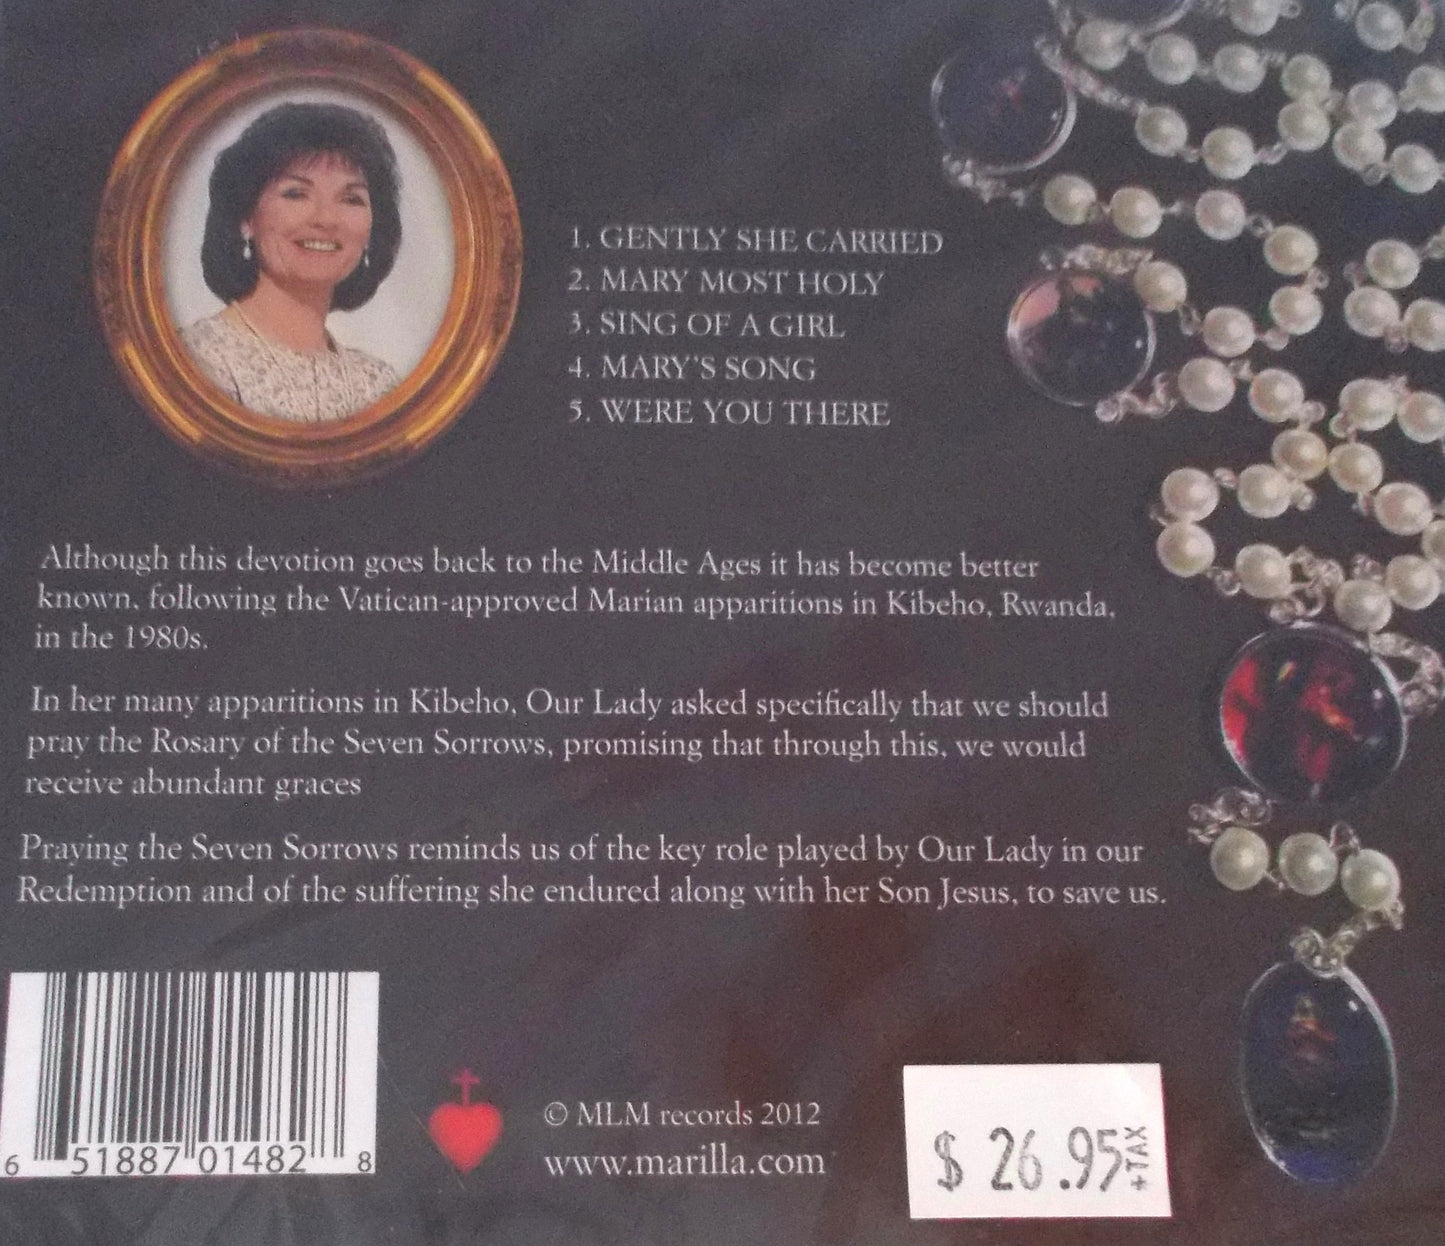 1. GENTLY SHE CARRIED
2. MARY MOST HOLY
3. SING OF A GIRL
4. MARY'S SONG
5. WERE YOU THERE
Although this devotion goes back to the Middle Ages it has become better
known, following the Vatican-approved Marian apparitions in Kibeho, Rwanda,
in the 1980s.
In her many apparitions in Kibeho, Our Lady asked specifically that we should
pray the Rosary of the Seven Sorrows, promising that through this, we would
receive abundant graces
Praying the Seven Sorrows reminds us of the key role played by Our Lady in our
Redemption and of the suffering she endured along with her Son Jesus, to save us.
6 51887 01482 8
© MLM records 2012
www.marilla.com
$ 26.95 +TAX